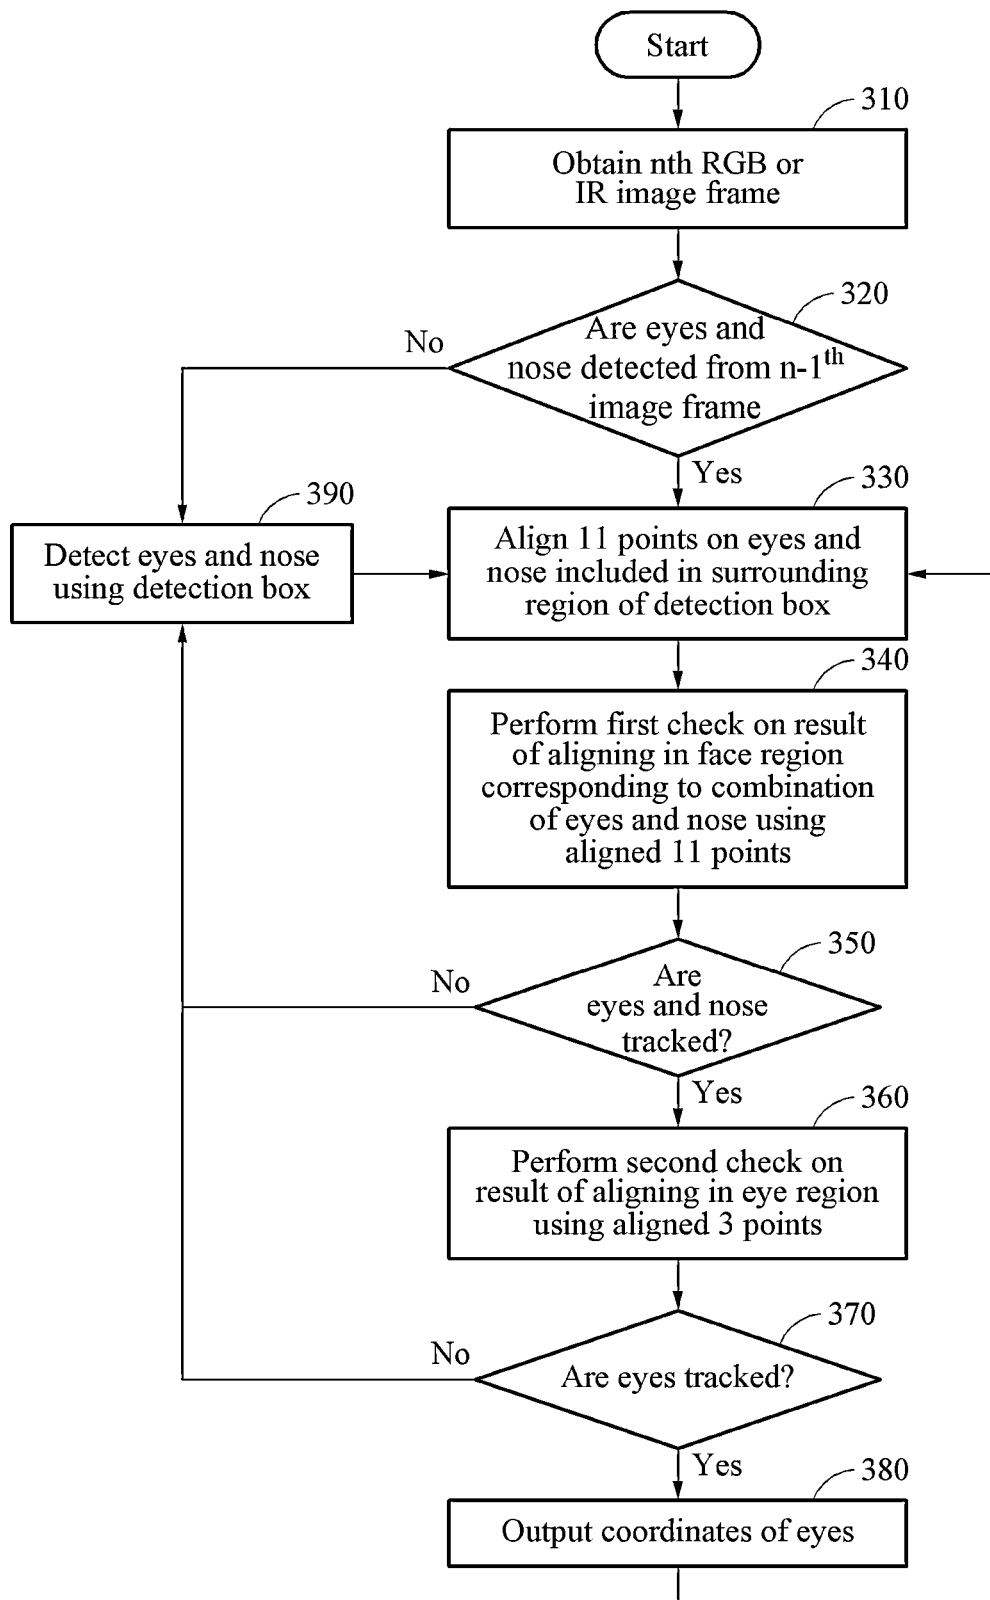 Start
310
Obtain nth RGB or
IR image frame
320
Are eyes and
nose detected from n-1th
image frame
No
Yes
390
Detect eyes and nose
using detection box
330
Align 11 points on eyes and
nose included in surrounding
region of detection box
340
Perform first check on result
of aligning in face region
corresponding to combination
of eyes and nose using
aligned 11 points
350
Are
eyes and nose
tracked?
No
Yes
360
Perform second check on
result of aligning in eye region
using aligned 3 points
370
Are eyes tracked?
No
Yes
380
Output coordinates of eyes